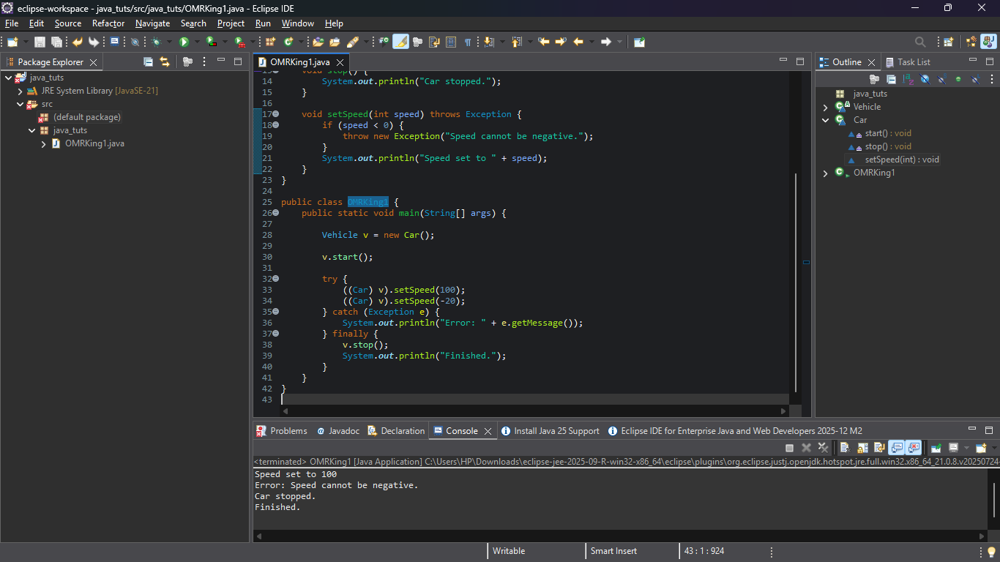 eclipse-workspace - java_tuts/src/java_tuts/OMRKing1.java - Eclipse IDE
File Edit Source Refactor Navigate Search Project Run Window Help
Package Explorer
java_tuts
JRE System Library [JavaSE-21]
src
(default package)
java_tuts
OMRKing1.java
OMRKing1.java
13 void stop() {
14 System.out.println("Car stopped.");
15 }
16
17 void setSpeed(int speed) throws Exception {
18 if (speed < 0) {
19 throw new Exception("Speed cannot be negative.");
20 }
21 System.out.println("Speed set to " + speed);
22 }
23 }
24
25 public class OMRKing1 {
26 public static void main(String[] args) {
27
28 Vehicle v = new Car();
29
30 v.start();
31
32 try {
33 ((Car) v).setSpeed(100);
34 ((Car) v).setSpeed(-20);
35 } catch (Exception e) {
36 System.out.println("Error: " + e.getMessage());
37 } finally {
38 v.stop();
39 System.out.println("Finished.");
40 }
41 }
42 }
43
Outline Task List
java_tuts
Vehicle
Car
start() : void
stop() : void
setSpeed(int) : void
OMRKing1
Problems @ Javadoc Declaration Console Install Java 25 Support Eclipse IDE for Enterprise Java and Web Developers 2025-12 M2
<terminated> OMRKing1 [Java Application] C:\Users\HP\Downloads\eclipse-jee-2025-09-R-win32-x86_64\eclipse\plugins\org.eclipse.justj.openjdk.hotspot.jre.full.win32.x86_64_21.0.8.v20250724-
Speed set to 100
Error: Speed cannot be negative.
Car stopped.
Finished.
Writable Smart Insert 43 : 1 : 924